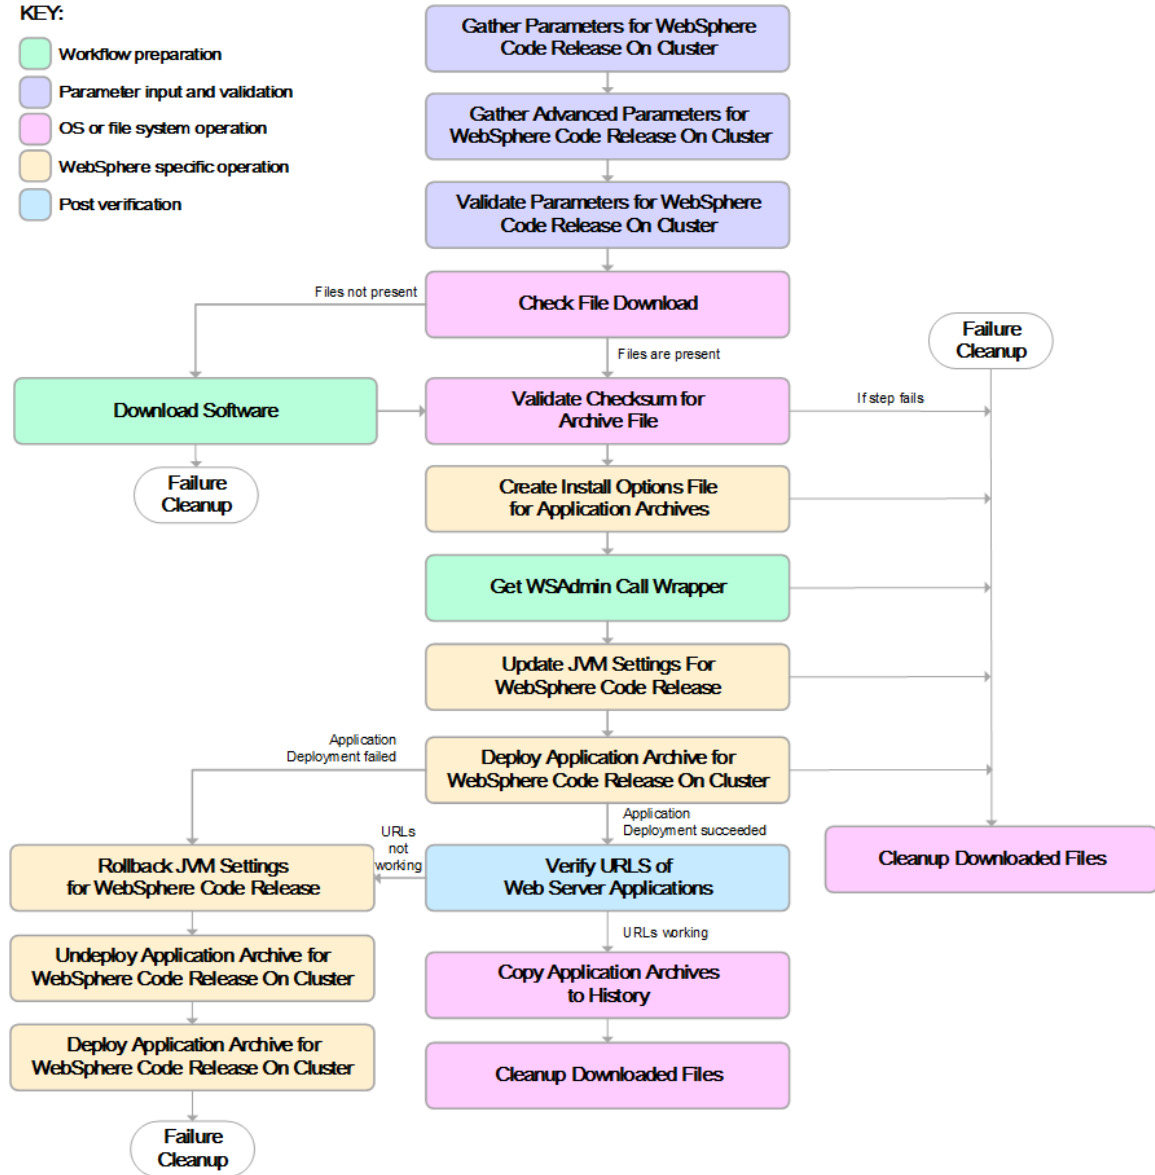 KEY:
Workflow preparation
Parameter input and validation
OS or file system operation
WebSphere specific operation
Post verification
Gather Parameters for WebSphere
Code Release On Cluster
Gather Advanced Parameters for
WebSphere Code Release On Cluster
Validate Parameters for WebSphere
Code Release On Cluster
Files not present
Check File Download
Files are present
Failure
Cleanup
Download Software
Validate Checksum for
Archive File
If step fails
Failure
Cleanup
Create Install Options File
for Application Archives
Get WSAdmin Call Wrapper
Update JVM Settings For
WebSphere Code Release
Application
Deployment failed
Deploy Application Archive for
WebSphere Code Release On Cluster
Application
Deployment succeeded
URLs
not
working
Rollback JVM Settings
for WebSphere Code Release
Verify URLS of
Web Server Applications
Cleanup Downloaded Files
URLs working
Undeploy Application Archive for
WebSphere Code Release On Cluster
Copy Application Archives
to History
Deploy Application Archive for
WebSphere Code Release On Cluster
Cleanup Downloaded Files
Failure
Cleanup